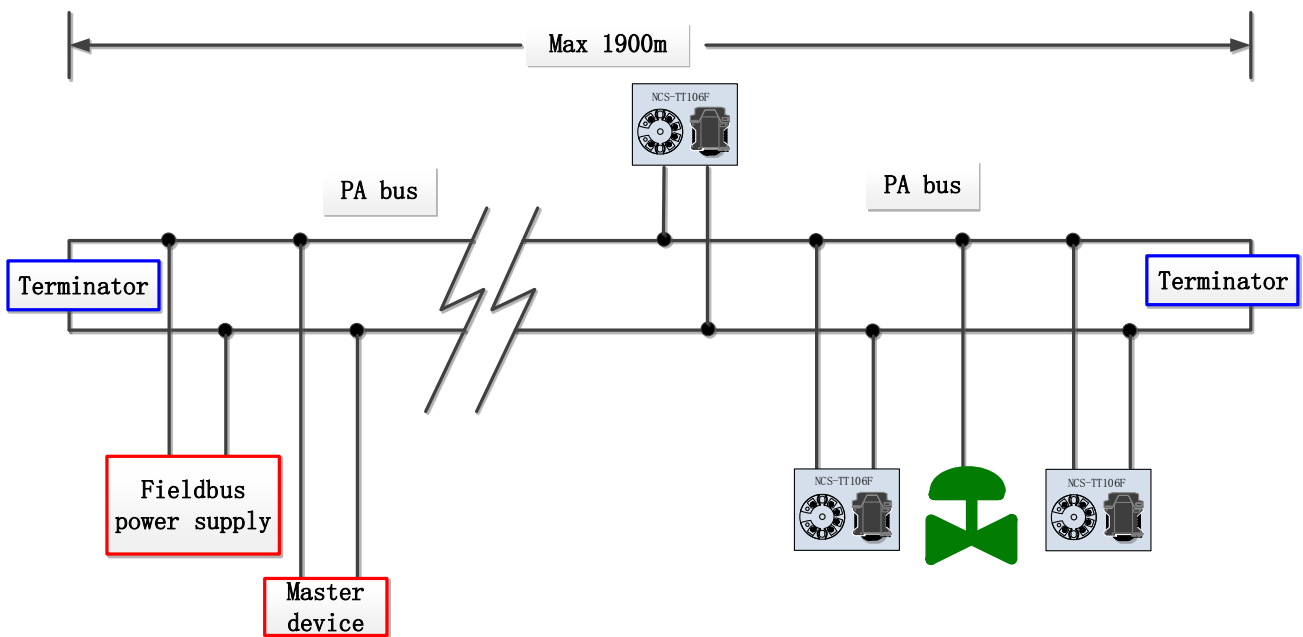 Max 1900m
NCS-TT106F
PA bus
PA bus
Terminator
Terminator
Fieldbus
power supply
NCS-TT106F
NCS-TT106F
Master
device